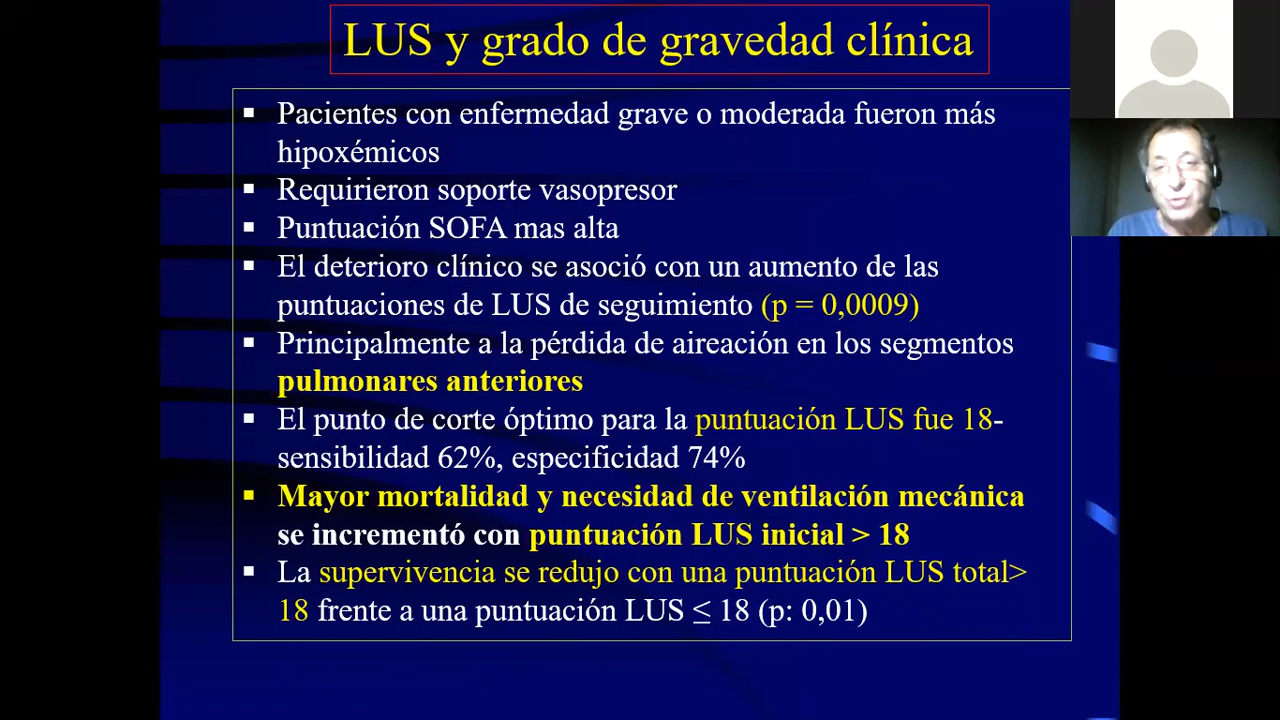 LUS y grado de gravedad clínica
▪ Pacientes con enfermedad grave o moderada fueron más
hipoxémicos
▪ Requirieron soporte vasopresor
▪ Puntuación SOFA mas alta
▪ El deterioro clínico se asoció con un aumento de las
puntuaciones de LUS de seguimiento (p = 0,0009)
▪ Principalmente a la pérdida de aireación en los segmentos
pulmonares anteriores
▪ El punto de corte óptimo para la puntuación LUS fue 18-
sensibilidad 62%, especificidad 74%
▪ Mayor mortalidad y necesidad de ventilación mecánica
se incrementó con puntuación LUS inicial > 18
▪ La supervivencia se redujo con una puntuación LUS total>
18 frente a una puntuación LUS ≤ 18 (p: 0,01)